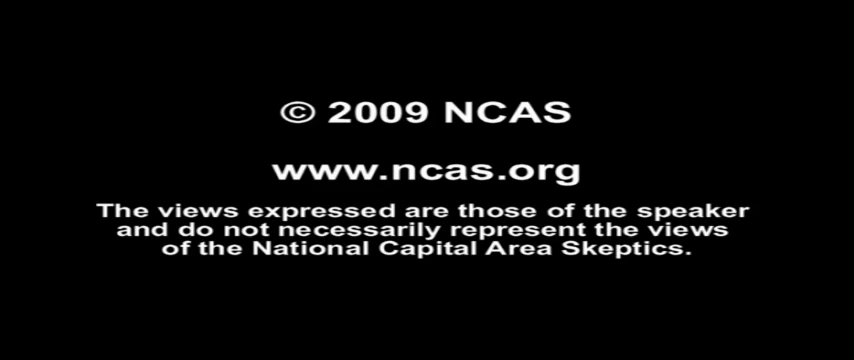 © 2009 NCAS
www.ncas.org
The views expressed are those of the speaker
and do not necessarily represent the views
of the National Capital Area Skeptics.